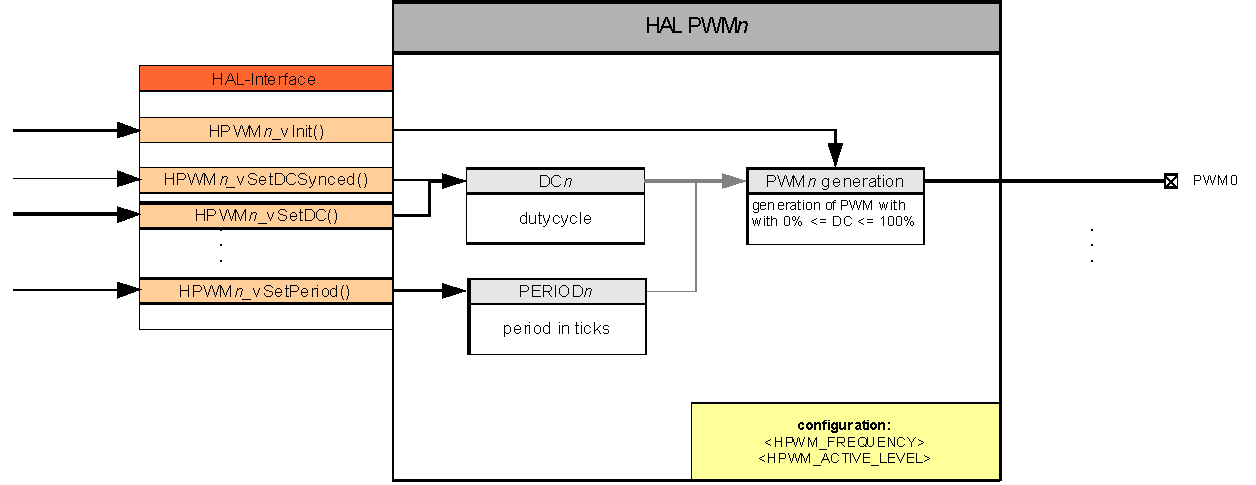 HAL PWMn
HAL-Interface
HPWMn_vInit()
HPWMn_vSetDCSynced()
HPWMn_vSetDC()
HPWMn_vSetPeriod()
DCn
dutycycle
PERIODn
period in ticks
PWMn generation
generation of PWM with
with 0% <= DC <= 100%
PWM0
configuration:
<HPWM_FREQUENCY>
<HPWM_ACTIVE_LEVEL>